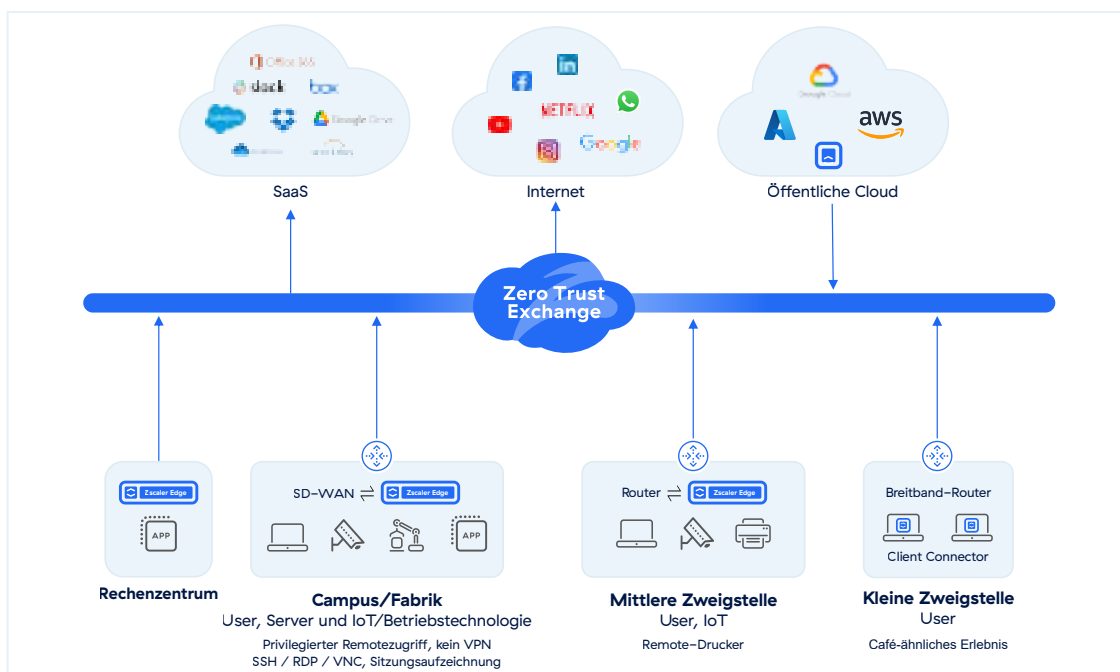 Office 365
slack
box
Google Drive
in
NETFLIX
Google
Google Cloud
aws
SaaS
Internet
Öffentliche Cloud
Zero Trust
Exchange
Zscaler Edge
APP
SD-WAN
Zscaler Edge
APP
Router
Zscaler Edge
Breitband-Router
Client Connector
Rechenzentrum
Campus/Fabrik
User, Server und IoT/Betriebstechnologie
Privilegierter Remotezugriff, kein VPN
SSH / RDP / VNC, Sitzungsaufzeichnung
Mittlere Zweigstelle
User, IoT
Remote-Drucker
Kleine Zweigstelle
User
Café-ähnliches Erlebnis